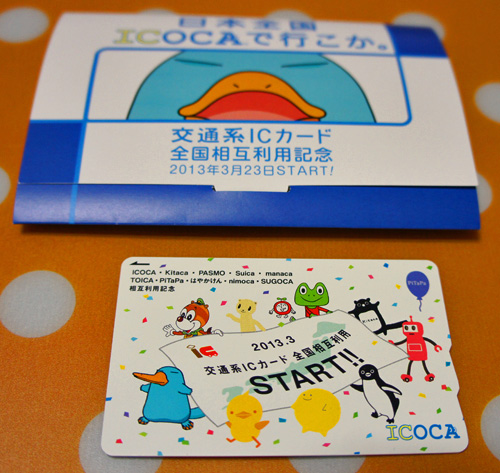 日本全国
ICOCAで行こか。
交通系ICカード
全国相互利用記念
2013年3月23日START!
ICOCA・Kitaca・PASMO・Suica・manaca
TOICA・PiTaPa・はやかけん・nimoca・SUGOCA
相互利用記念
PiTaPa
2013.3
交通系ICカード 全国相互利用
START!!
ICOCA